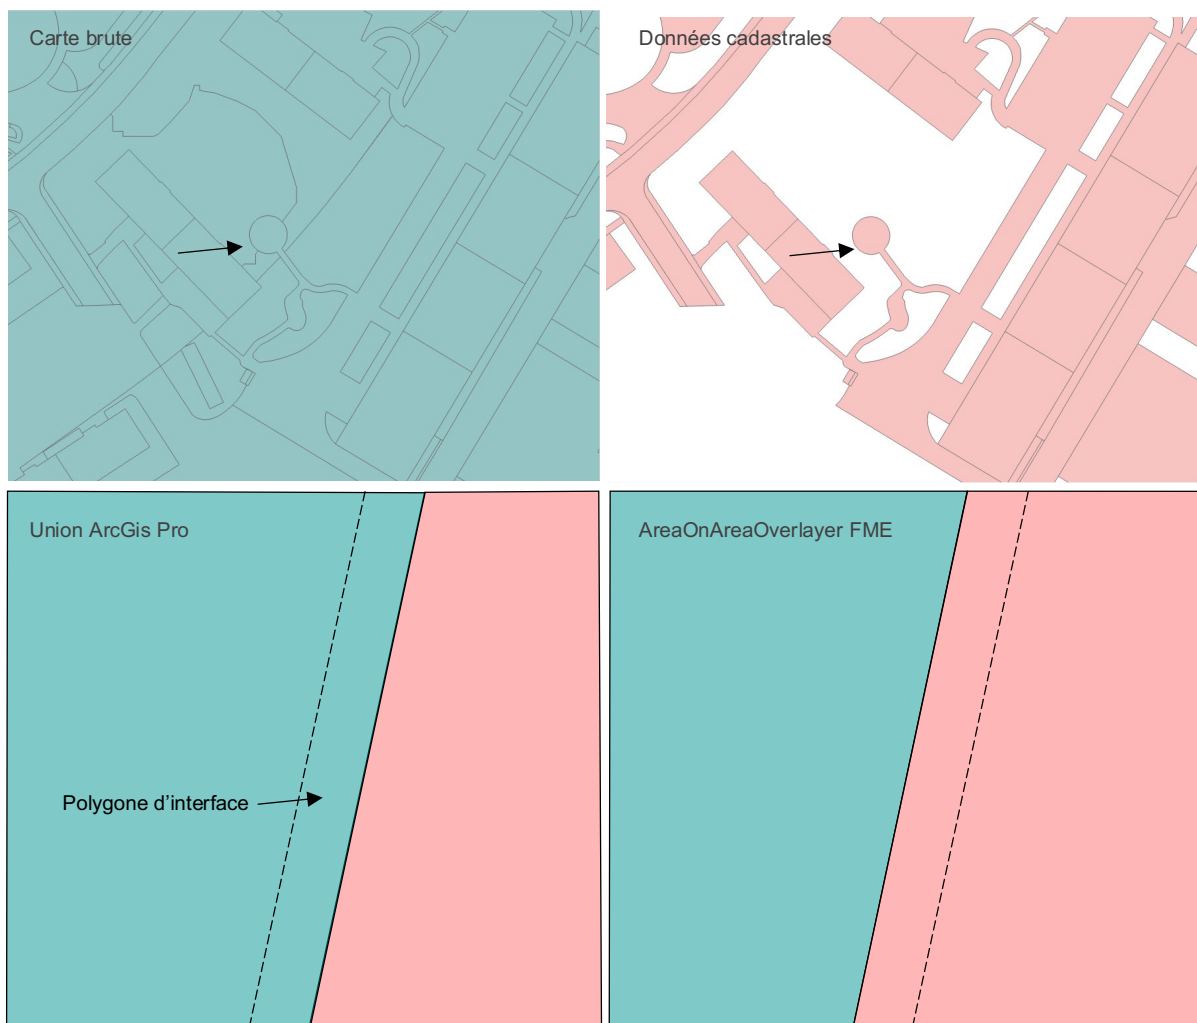 Carte brute
Données cadastrales
Union ArcGis Pro
AreaOnAreaOverlayer FME
Polygone d’interface